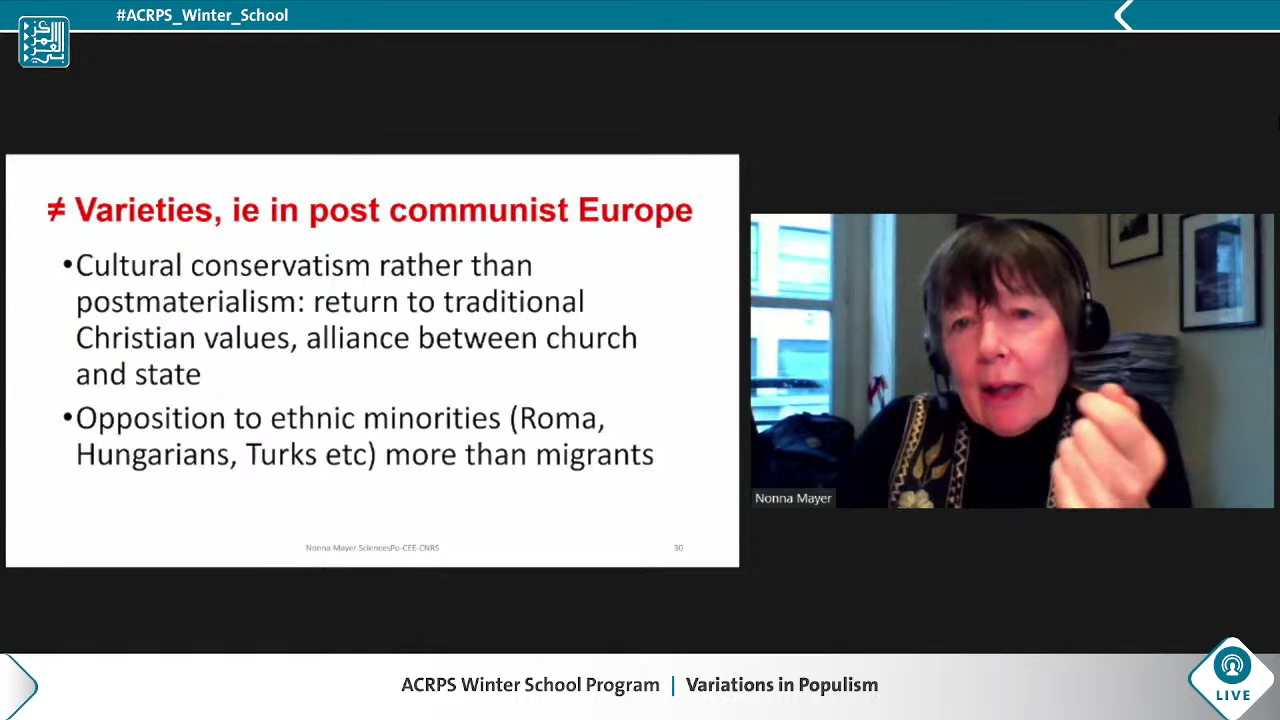 #ACRPS_Winter_School
≠ Varieties, ie in post communist Europe
•Cultural conservatism rather than
postmaterialism: return to traditional
Christian values, alliance between church
and state
•Opposition to ethnic minorities (Roma,
Hungarians, Turks etc) more than migrants
Nonna Mayer SciencesPo-CEE-CNRS
30
Nonna Mayer
ACRPS Winter School Program | Variations in Populism
LIVE